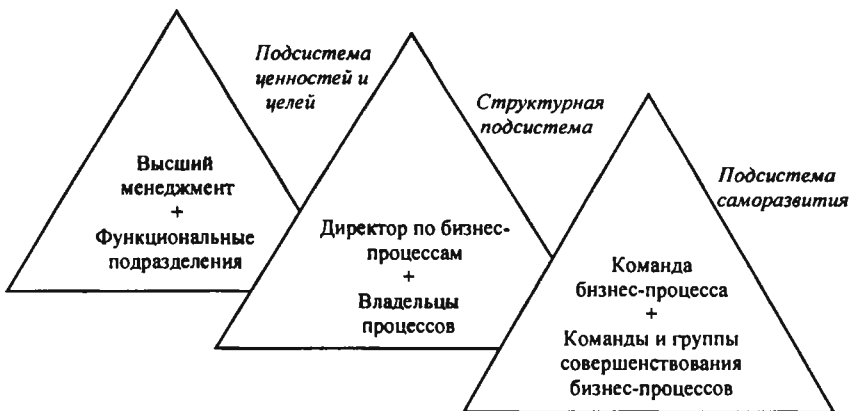 Подсистема
ценностей и
целей
Высший
менеджмент
+
Функциональные
подразделения
Структурная
подсистема
Директор по бизнес-
процессам
+
Владельцы
процессов
Подсистема
саморазвития
Команда
бизнес-процесса
+
Команды и группы
совершенствования
бизнес-процессов